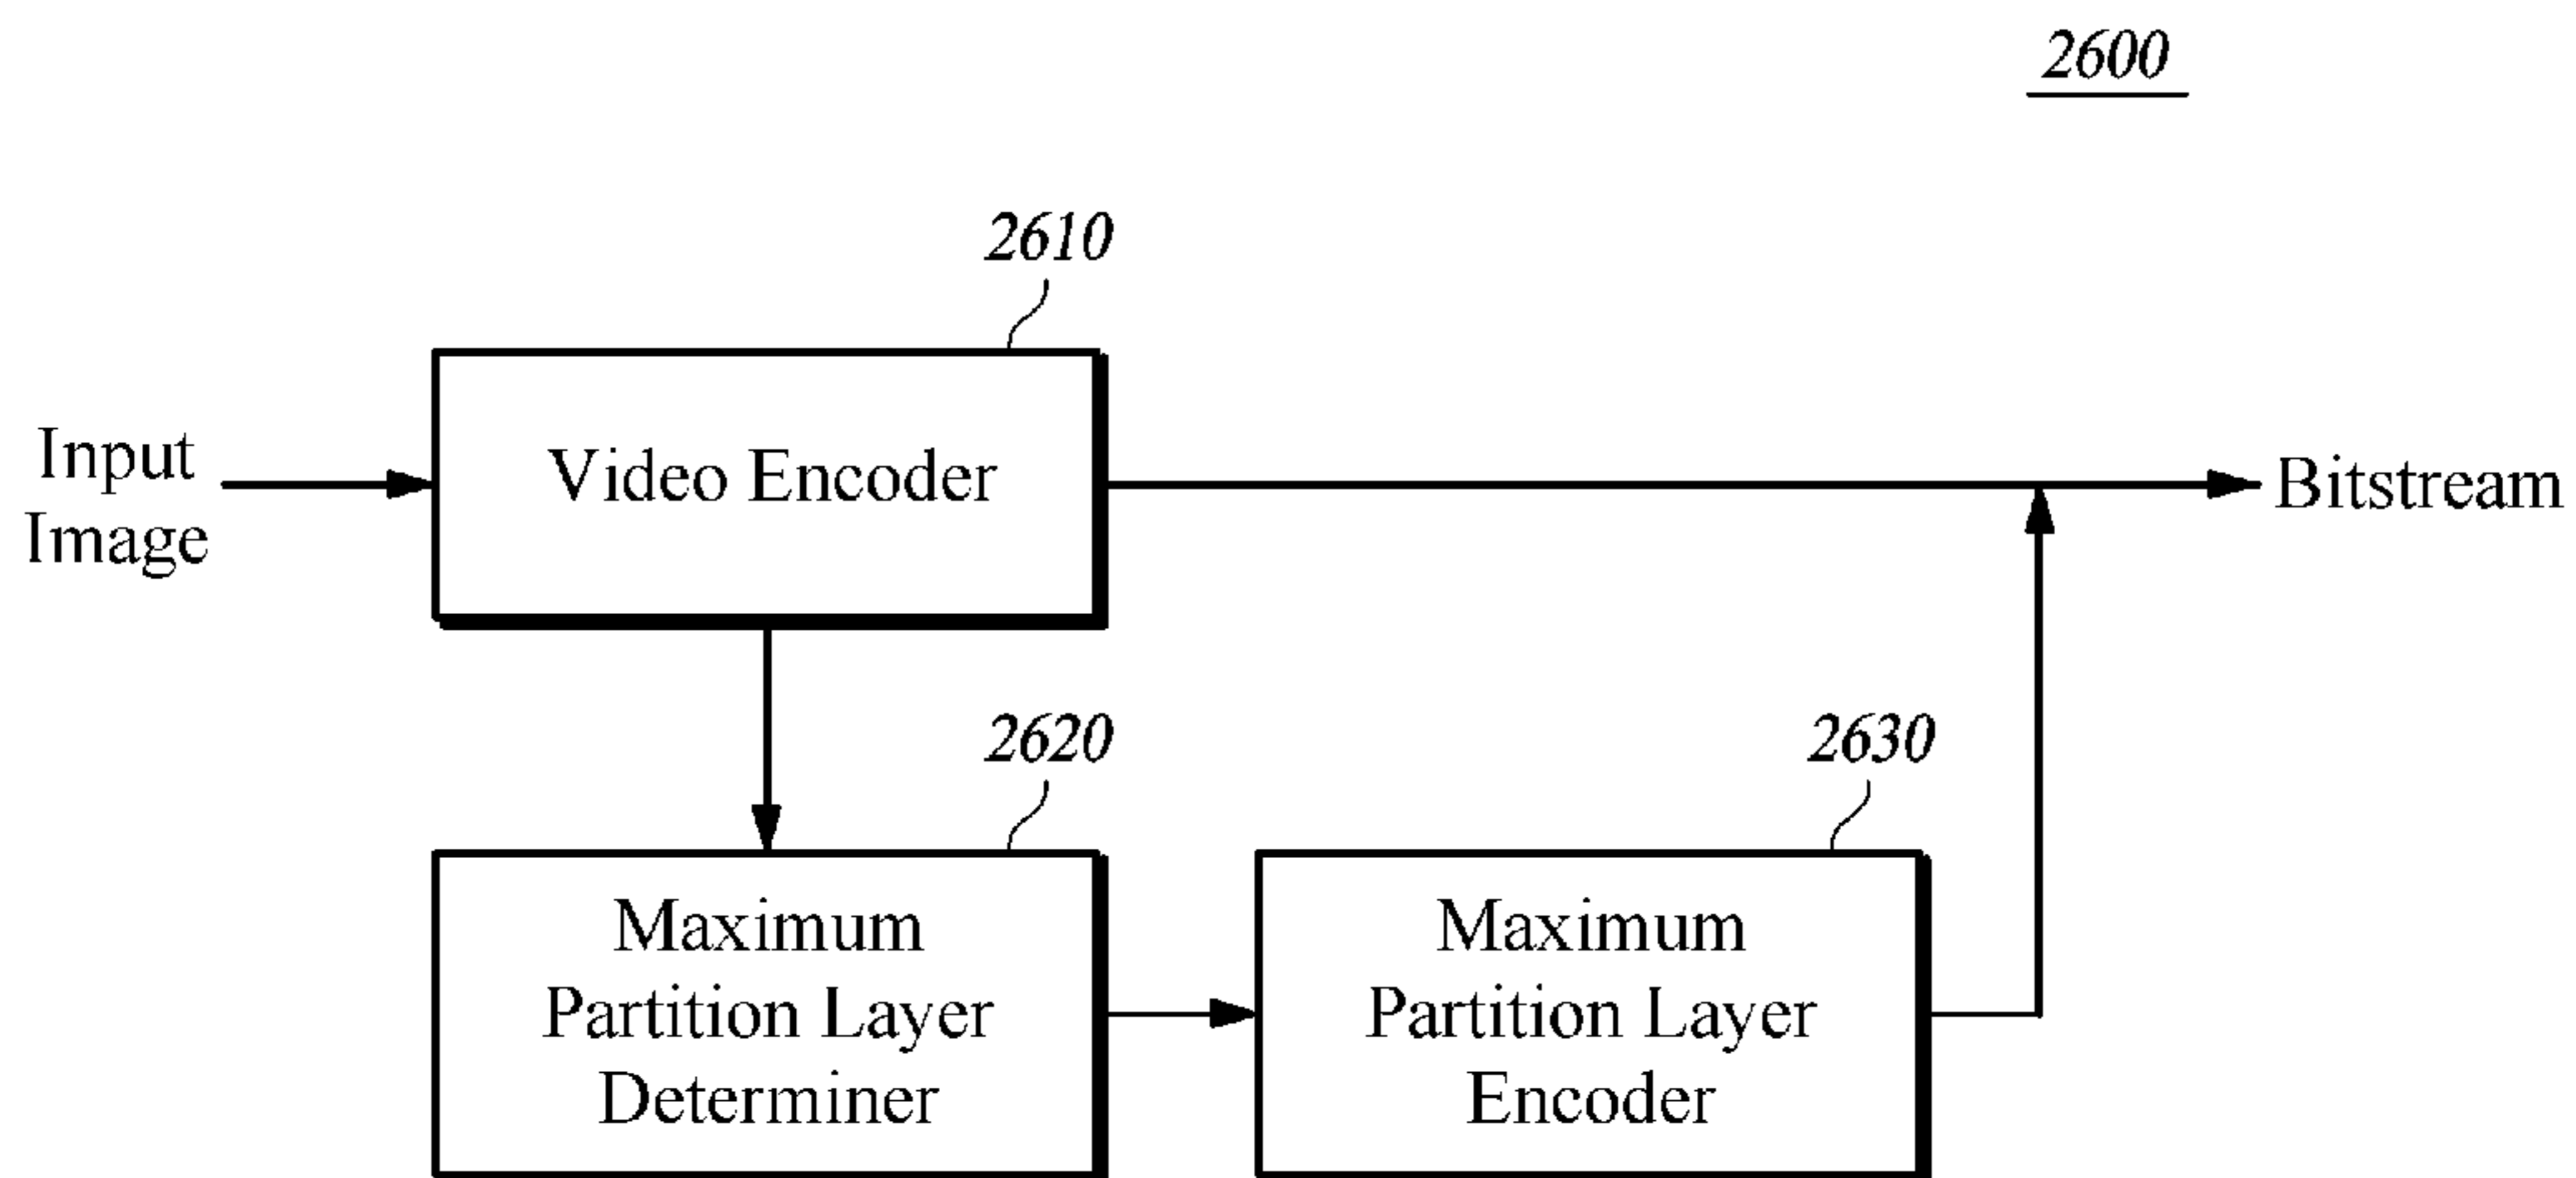 2600
2610
Input
Image
Video Encoder
Bitstream
2620
2630
Maximum
Partition Layer
Determiner
Maximum
Partition Layer
Encoder